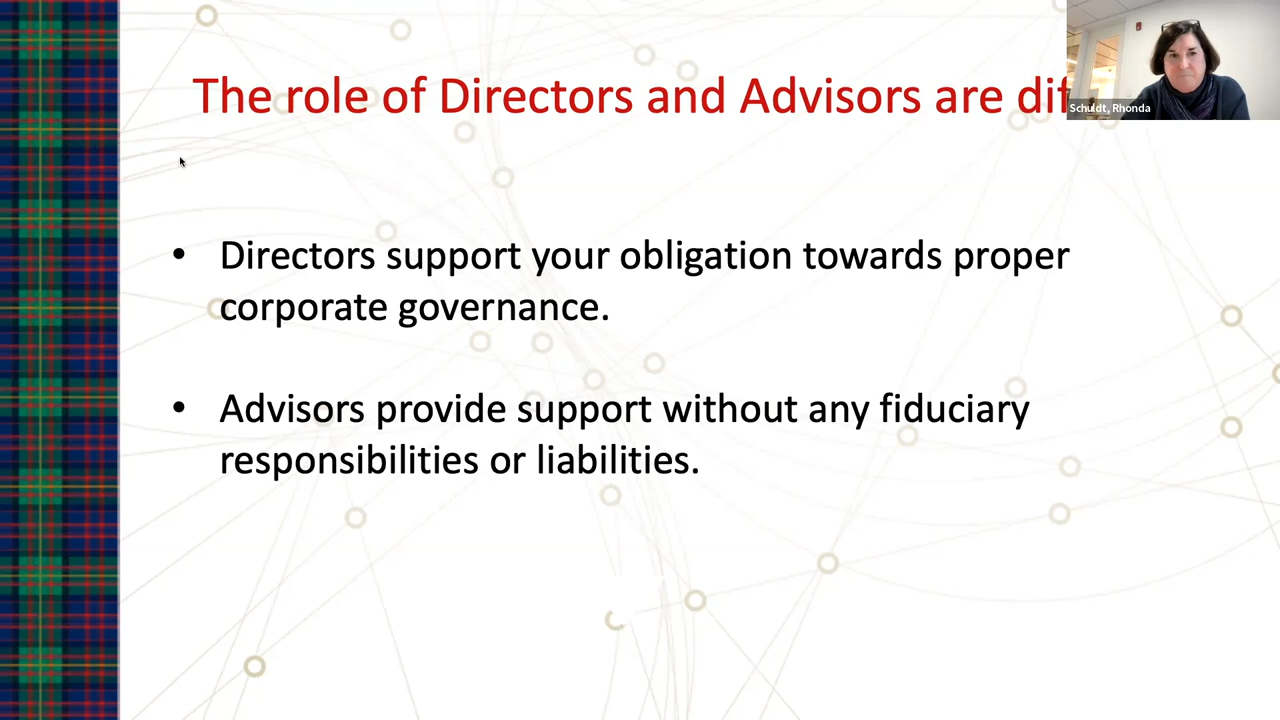 The role of Directors and Advisors are dif
Schuldt, Rhonda
• Directors support your obligation towards proper
corporate governance.
• Advisors provide support without any fiduciary
responsibilities or liabilities.